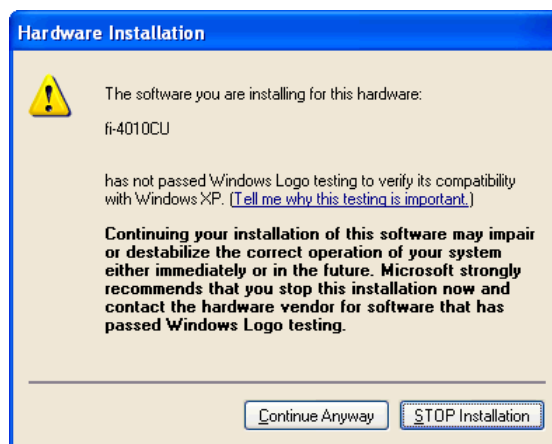 Hardware Installation
The software you are installing for this hardware:
fi-4010CU
has not passed Windows Logo testing to verify its compatibility
with Windows XP. (Tell me why this testing is important.)
Continuing your installation of this software may impair
or destabilize the correct operation of your system
either immediately or in the future. Microsoft strongly
recommends that you stop this installation now and
contact the hardware vendor for software that has
passed Windows Logo testing.
Continue Anyway
STOP Installation